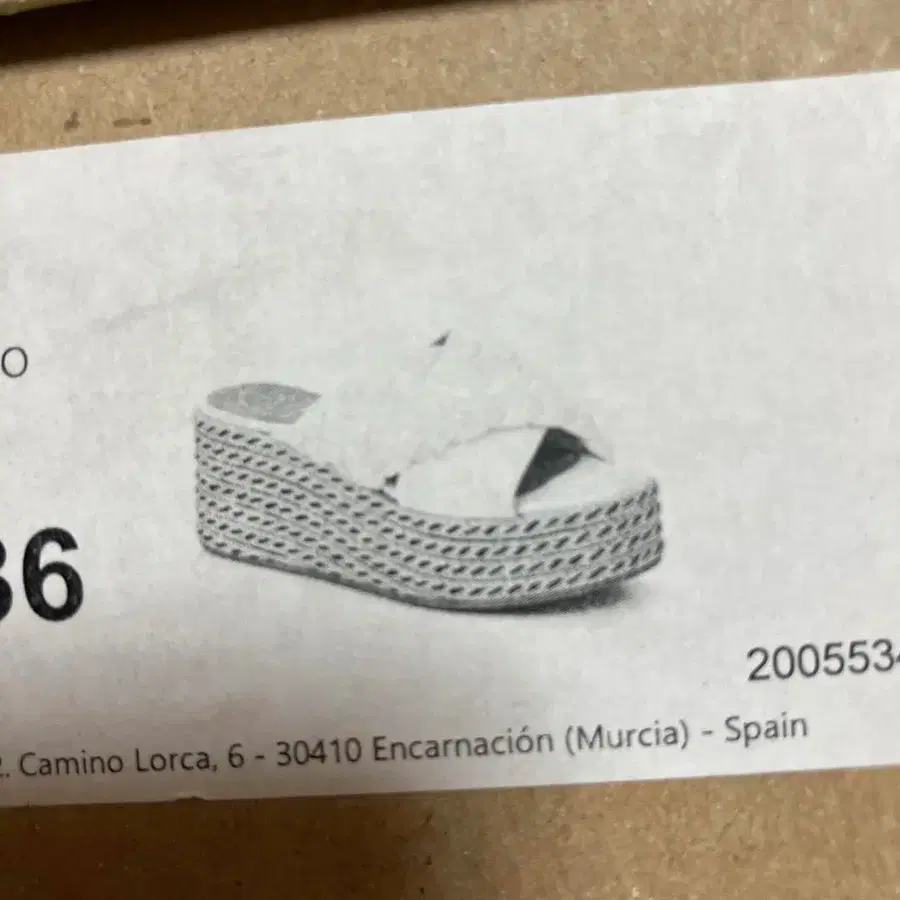 O
36
200553
. Camino Lorca, 6 - 30410 Encarnación (Murcia) - Spain